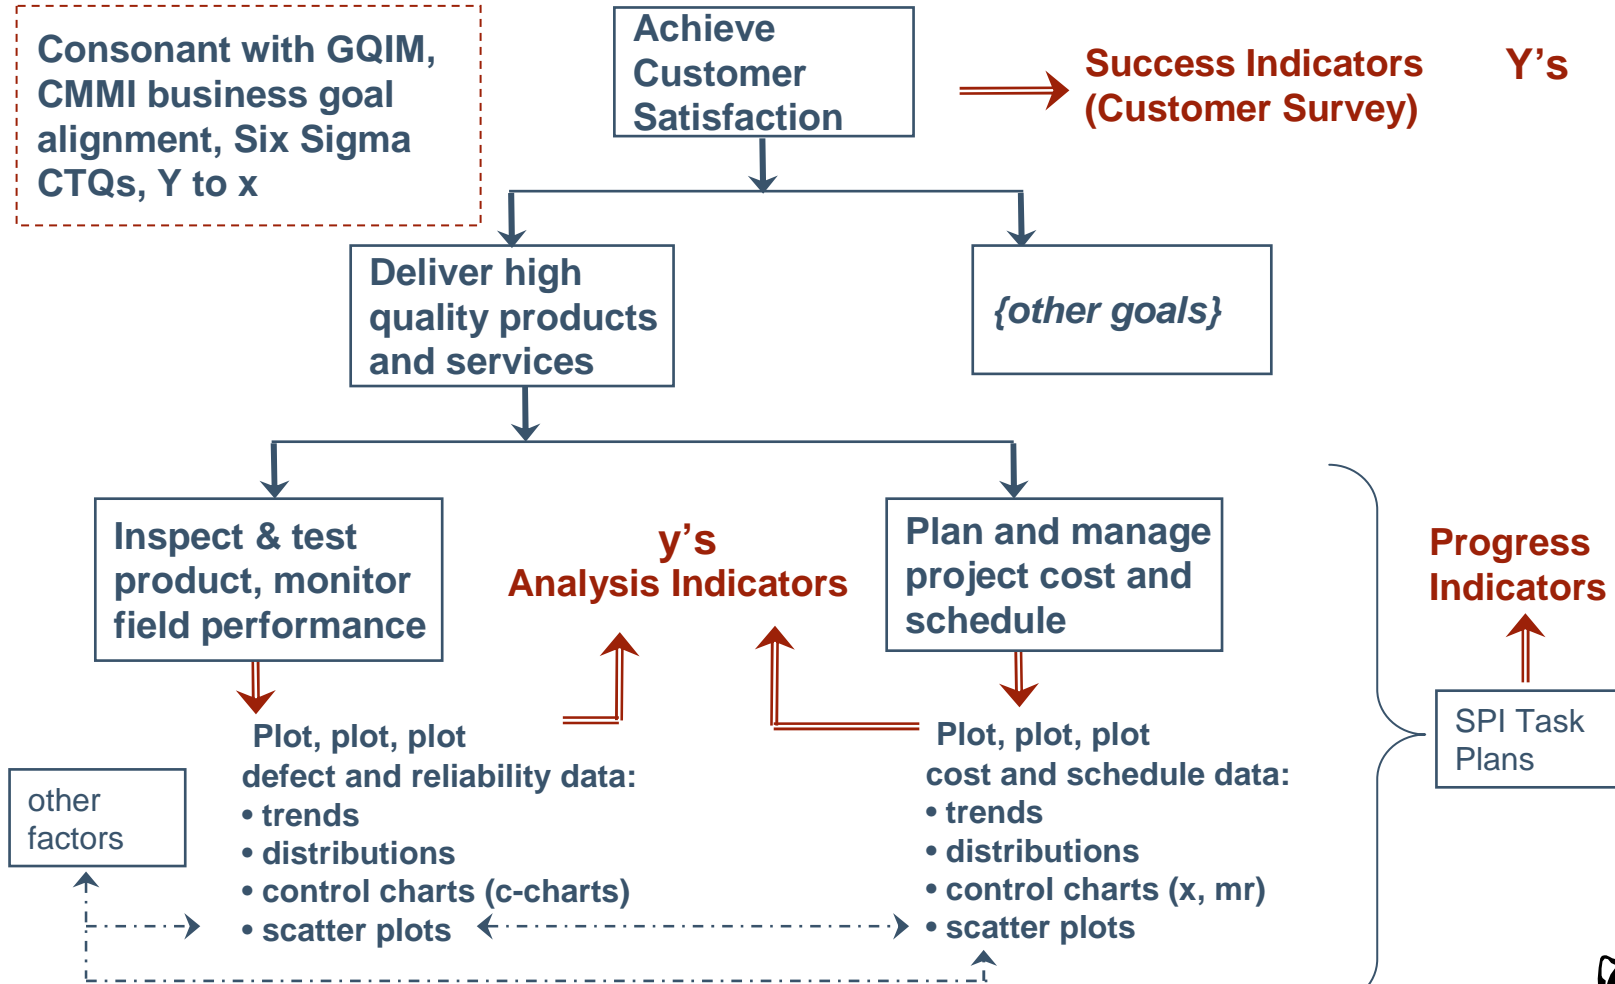 Consonant with GQIM,
CMMI business goal
alignment, Six Sigma
CTQs, Y to x
Achieve
Customer
Satisfaction
Success Indicators
(Customer Survey)
Y’s
Deliver high
quality products
and services
{other goals}
Inspect & test
product, monitor
field performance
y’s
Analysis Indicators
Plan and manage
project cost and
schedule
Progress
Indicators
Plot, plot, plot
defect and reliability data:
• trends
• distributions
• control charts (c-charts)
• scatter plots
Plot, plot, plot
cost and schedule data:
• trends
• distributions
• control charts (x, mr)
• scatter plots
SPI Task
Plans
other
factors